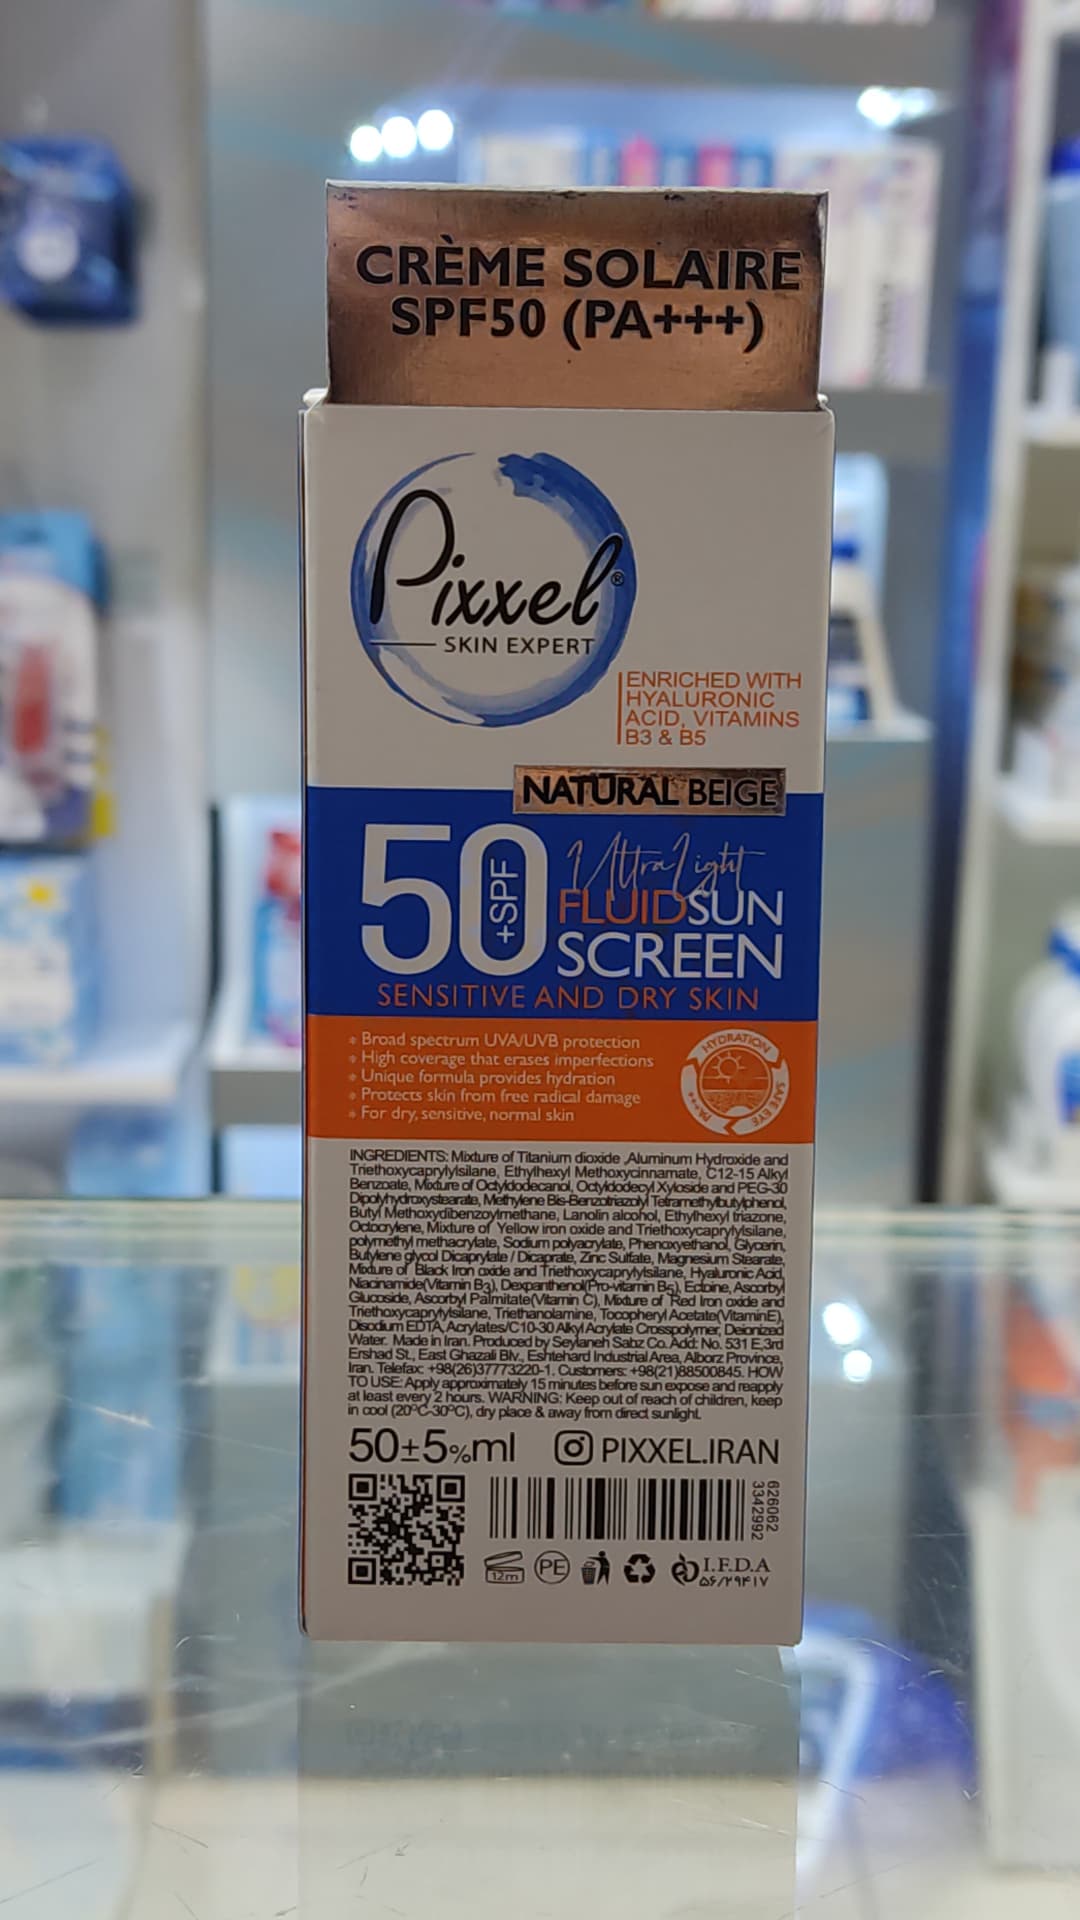 CRÈME SOLAIRE
SPF50 (PA+++)
Pixxel®
SKIN EXPERT
ENRICHED WITH
HYALURONIC
ACID, VITAMINS
B3 & B5
NATURAL BEIGE
50
+SPF
Ultra Light
FLUIDSUN
SCREEN
SENSITIVE AND DRY SKIN
Broad spectrum UVA/UVB protection
High coverage that erases imperfections
Unique formula provides hydration
Protects skin from free radical damage
For dry, sensitive, normal skin
HYDRATION
SAFE EYE
PA+++
INGREDIENTS: Mixture of Titanium dioxide ,Aluminum Hydroxide and
Triethoxycaprylylsilane, Ethylhexyl Methoxycinnamate, C12-15 Alkyl
Benzoate, Mixture of Octyldodecanol, Octyldodecyl Xyloside and PEG-30
Dipolyhydroxystearate, Methylene Bis-Benzotriazolyl Tetramethylbutylphenol,
Butyl Methoxydibenzoylmethane, Lanolin alcohol, Ethylhexyl triazone,
Octocrylene, Mixture of Yellow iron oxide and Triethoxycaprylylsilane,
polymethyl methacrylate, Sodium polyacrylate, Phenoxyethanol, Glycerin,
Butylene glycol Dicaprylate / Dicaprate, Zinc Sulfate, Magnesium Stearate,
Mixture of Black Iron oxide and Triethoxycaprylylsilane, Hyaluronic Acid,
Niacinamide(Vitamin B3), Dexpanthenol(Pro-vitamin B5), Ectoine, Ascorbyl
Glucoside, Ascorbyl Palmitate(Vitamin C), Mixture of Red Iron oxide and
Triethoxycaprylylsilane, Triethanolamine, Tocopheryl Acetate(VitaminE),
Disodium EDTA, Acrylates/C10-30 Alkyl Acrylate Crosspolymer, Deionized
Water. Made in Iran. Produced by Seylaneh Sabz Co. Add: No. 531 E,3rd
Ershad St., East Ghazali Blv., Eshtehard Industrial Area, Alborz Province,
Iran. Telefax: +98(26)37773220-1. Customers: +98(21)88500845. HOW
TO USE: Apply approximately 15 minutes before sun expose and reapply
at least every 2 hours. WARNING: Keep out of reach of children, keep
in cool (20°C-30°C), dry place & away from direct sunlight.
50±5%ml PIXXEL.IRAN
626062
3342992
12m PE I.F.D.A
۵۶/۲۹۴۱۷